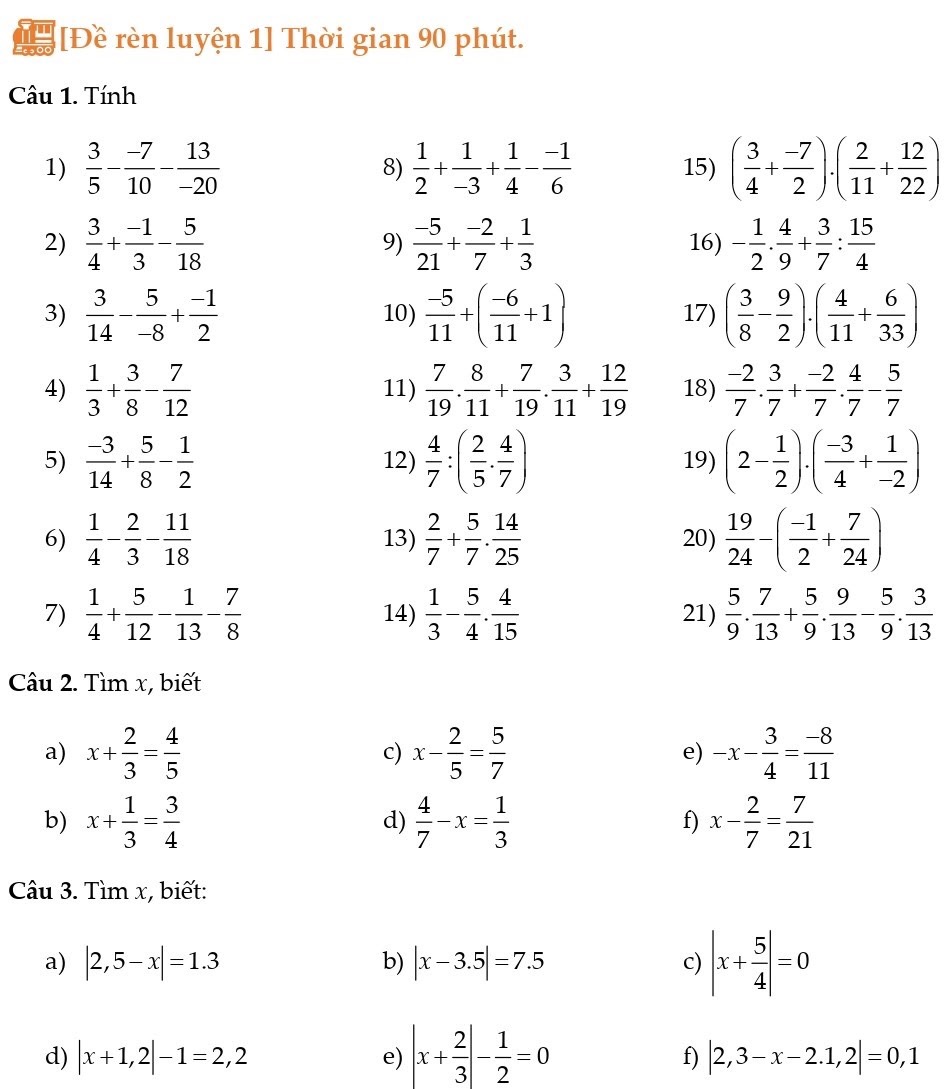 [Đề rèn luyện 1] Thời gian 90 phút.
Câu 1. Tính
1) 3/5 - -7/10 - 13/-20
8) 1/2 + 1/-3 + 1/4 - -1/6
15) (3/4 + -7/2).(2/11 + 12/22)
2) 3/4 + -1/3 - 5/18
9) -5/21 + -2/7 + 1/3
16) -1/2.4/9 + 3/7 : 15/4
3) 3/14 - 5/-8 + -1/2
10) -5/11 + (-6/11 + 1)
17) (3/8 - 9/2).(4/11 + 6/33)
4) 1/3 + 3/8 - 7/12
11) 7/19.8/11 + 7/19.3/11 + 12/19
18) -2/7.3/7 + -2/7.4/7 - 5/7
5) -3/14 + 5/8 - 1/2
12) 4/7 : (2/5.4/7)
19) (2 - 1/2).(-3/4 + 1/-2)
6) 1/4 - 2/3 - 11/18
13) 2/7 + 5/7.14/25
20) 19/24 - (-1/2 + 7/24)
7) 1/4 + 5/12 - 1/13 - 7/8
14) 1/3 - 5/4.4/15
21) 5/9.7/13 + 5/9.9/13 - 5/9.3/13
Câu 2. Tìm x, biết
a) x + 2/3 = 4/5
c) x - 2/5 = 5/7
e) -x - 3/4 = -8/11
b) x + 1/3 = 3/4
d) 4/7 - x = 1/3
f) x - 2/7 = 7/21
Câu 3. Tìm x, biết:
a) |2,5 - x| = 1.3
b) |x - 3.5| = 7.5
c) |x + 5/4| = 0
d) |x + 1,2| - 1 = 2,2
e) |x + 2/3| - 1/2 = 0
f) |2,3 - x - 2.1,2| = 0,1